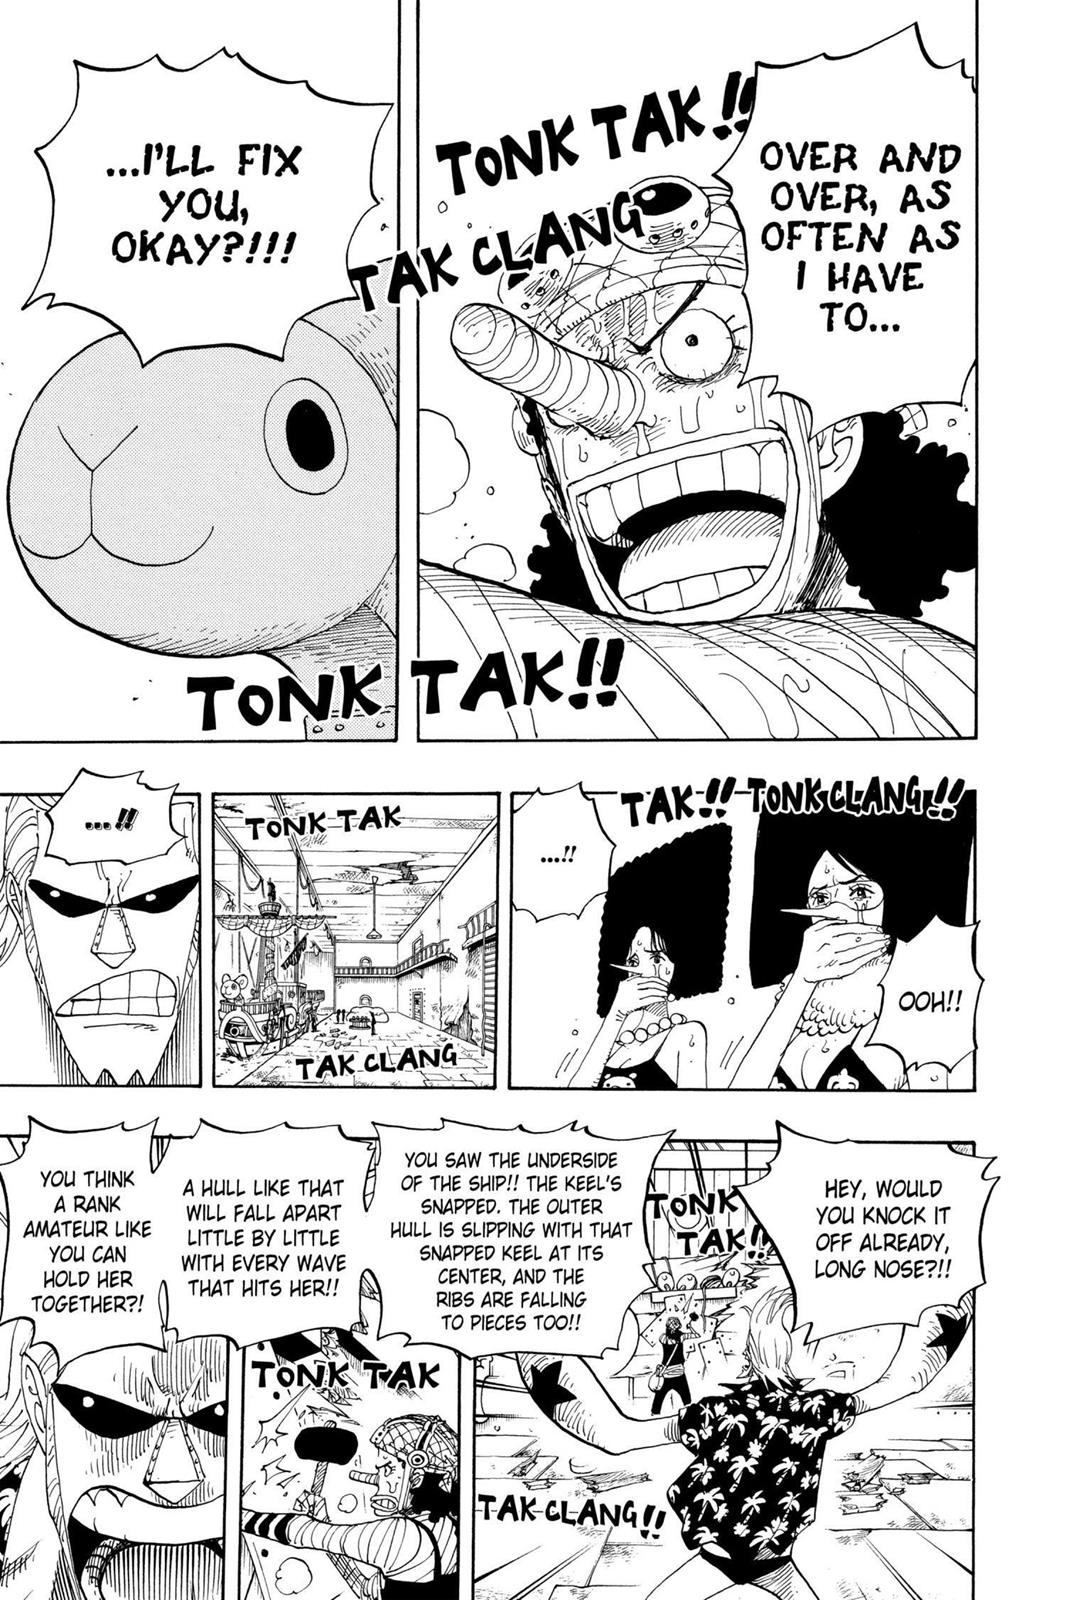 OVER AND
OVER, AS
OFTEN AS
I HAVE
TO...
TONK TAK!!
TAK CLANG
...I'LL FIX
YOU,
OKAY?!!!
TONK TAK!!
TAK!! TONK CLANG!!
...!!
OOH!!
TONK TAK
TAK CLANG
...!!
HEY, WOULD
YOU KNOCK IT
OFF ALREADY,
LONG NOSE?!!
TONK
TAK!!
TAK CLANG!!
YOU SAW THE UNDERSIDE
OF THE SHIP!! THE KEEL'S
SNAPPED. THE OUTER
HULL IS SLIPPING WITH THAT
SNAPPED KEEL AT ITS
CENTER, AND THE
RIBS ARE FALLING
TO PIECES TOO!!
A HULL LIKE THAT
WILL FALL APART
LITTLE BY LITTLE
WITH EVERY WAVE
THAT HITS HER!!
TONK TAK
YOU THINK
A RANK
AMATEUR LIKE
YOU CAN
HOLD HER
TOGETHER?!